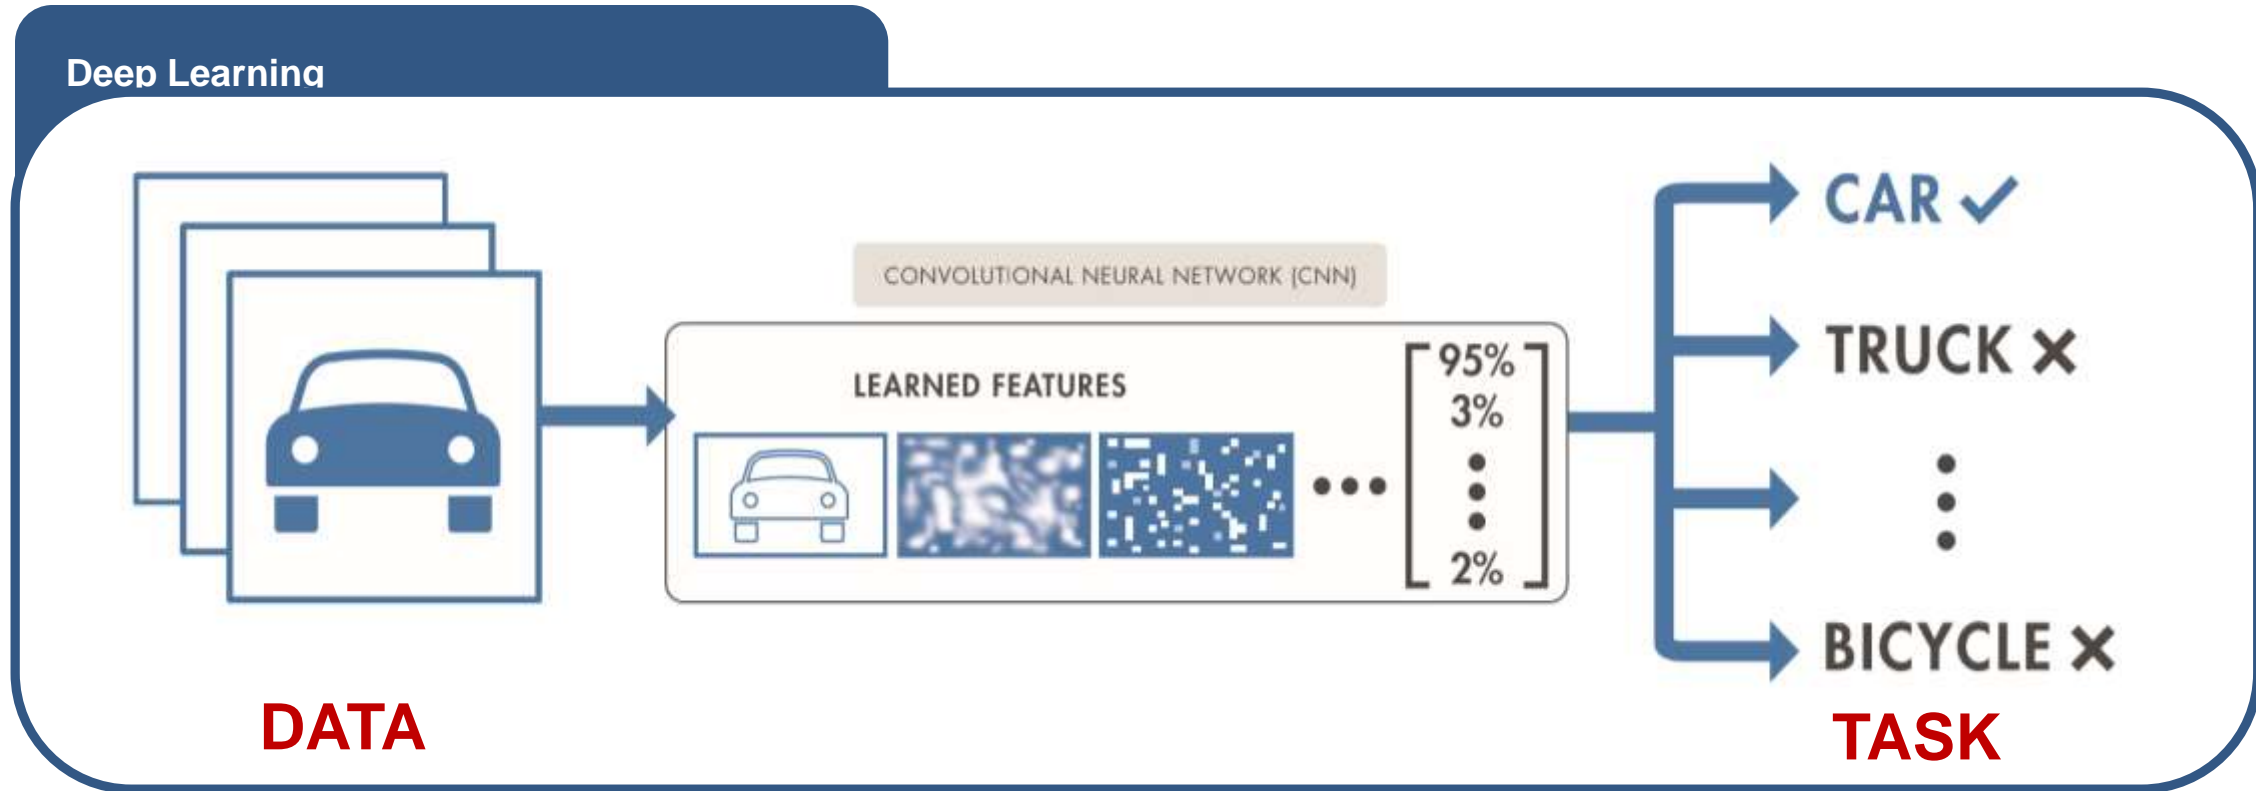 Deep Learning
CONVOLUTIONAL NEURAL NETWORK (CNN)
LEARNED FEATURES
95%
3%
2%
CAR
TRUCK
BICYCLE
DATA
TASK